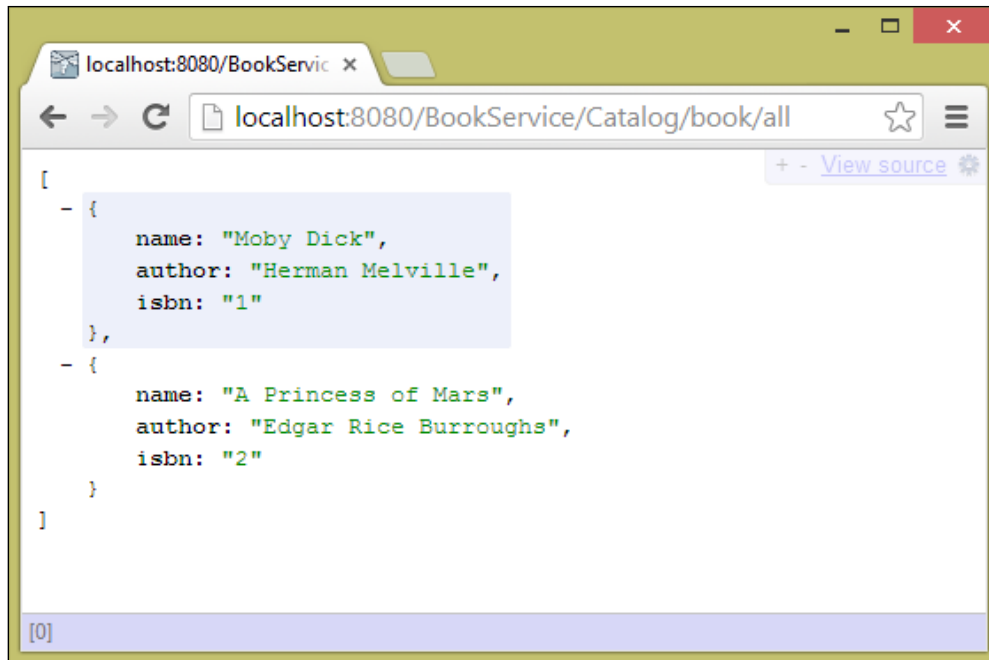 localhost:8080/BookServic
localhost:8080/BookService/Catalog/book/all
+ - View source
[
- {
name: "Moby Dick",
author: "Herman Melville",
isbn: "1"
},
- {
name: "A Princess of Mars",
author: "Edgar Rice Burroughs",
isbn: "2"
}
]
[0]